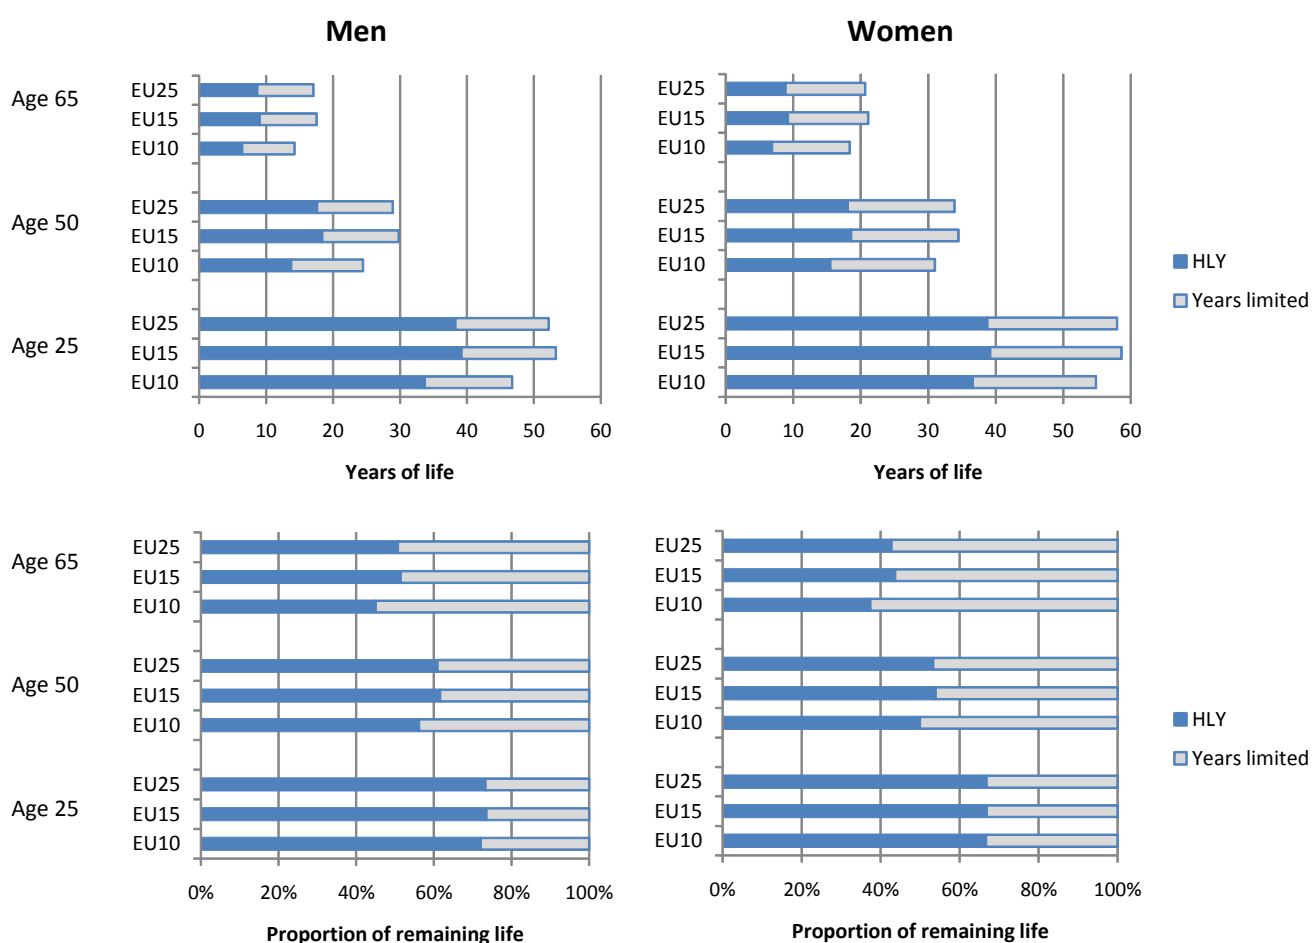 Men
Women
Age 65
EU25
EU15
EU10
Age 50
EU25
EU15
EU10
Age 25
EU25
EU15
EU10
0 10 20 30 40 50 60
Years of life
EU25
EU15
EU10
EU25
EU15
EU10
EU25
EU15
EU10
0 10 20 30 40 50 60
Years of life
HLY
Years limited
Age 65
EU25
EU15
EU10
Age 50
EU25
EU15
EU10
Age 25
EU25
EU15
EU10
0% 20% 40% 60% 80% 100%
Proportion of remaining life
EU25
EU15
EU10
EU25
EU15
EU10
EU25
EU15
EU10
0% 20% 40% 60% 80% 100%
Proportion of remaining life
HLY
Years limited